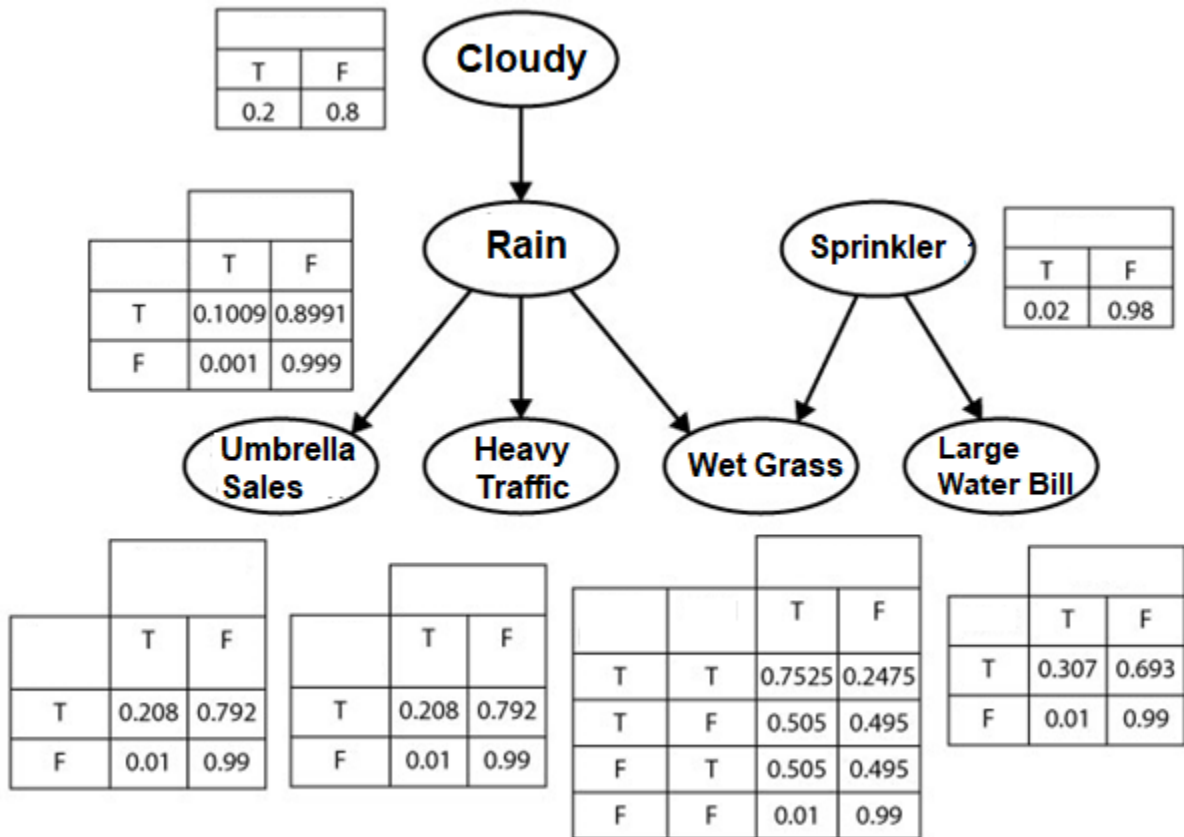 Cloudy
T F
0.2 0.8
Rain
T F
T 0.1009 0.8991
F 0.001 0.999
Sprinkler
T F
0.02 0.98
Umbrella
Sales
Heavy
Traffic
Wet Grass
Large
Water Bill
T F
T 0.208 0.792
F 0.01 0.99
T F
T 0.208 0.792
F 0.01 0.99
T F
T T 0.7525 0.2475
T F 0.505 0.495
F T 0.505 0.495
F F 0.01 0.99
T F
T 0.307 0.693
F 0.01 0.99